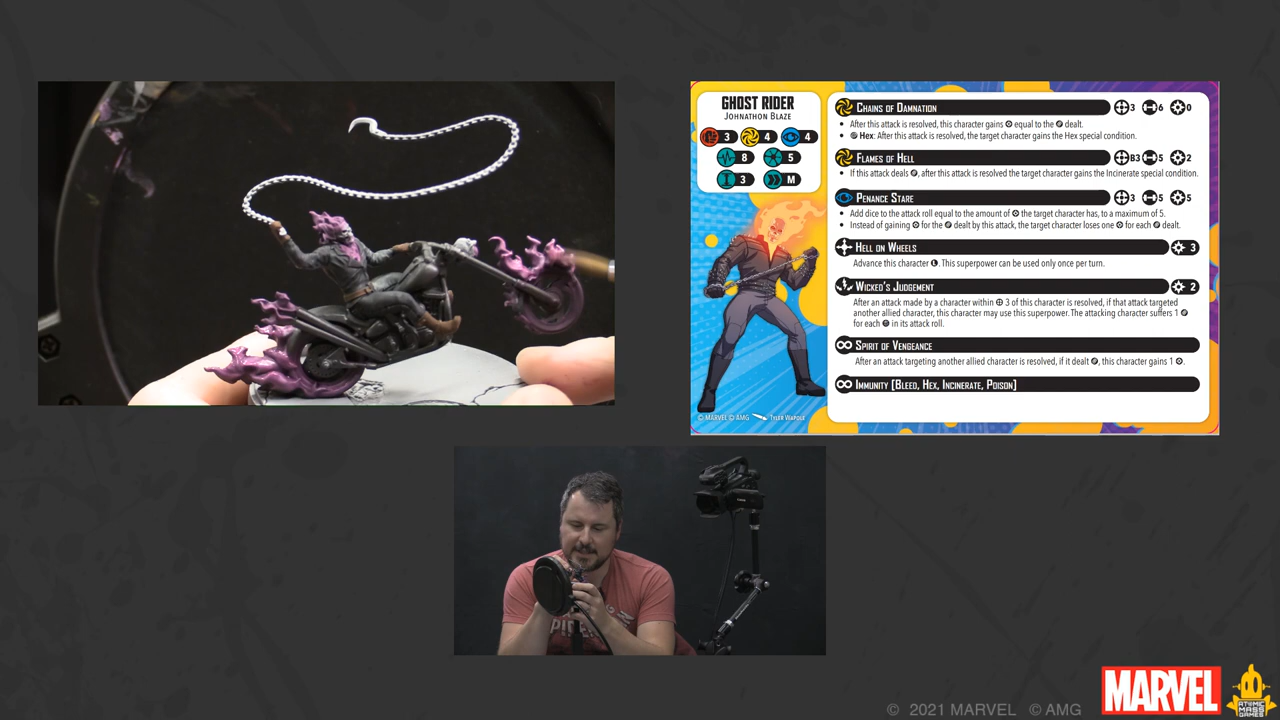 GHOST RIDER
JOHNATHON BLAZE
3 4 4
8 5
3 M
CHAINS OF DAMNATION 3 6 0
• After this attack is resolved, this character gains equal to the dealt.
• Hex: After this attack is resolved, the target character gains the Hex special condition.
FLAMES OF HELL B3 5 2
• If this attack deals , after this attack is resolved the target character gains the Incinerate special condition.
PENANCE STARE 3 5 5
• Add dice to the attack roll equal to the amount of the target character has, to a maximum of 5.
• Instead of gaining for the dealt by this attack, the target character loses one for each dealt.
HELL ON WHEELS 3
Advance this character L. This superpower can be used only once per turn.
WICKED'S JUDGEMENT 2
After an attack made by a character within 3 of this character is resolved, if that attack targeted
another allied character, this character may use this superpower. The attacking character suffers 1
for each in its attack roll.
SPIRIT OF VENGEANCE
After an attack targeting another allied character is resolved, if it dealt , this character gains 1 .
IMMUNITY [BLEED, HEX, INCINERATE, POISON]
© MARVEL © AMG TYLER WALPOLE
MARVEL
ATOMIC
MASS
GAMES
© 2021 MARVEL © AMG